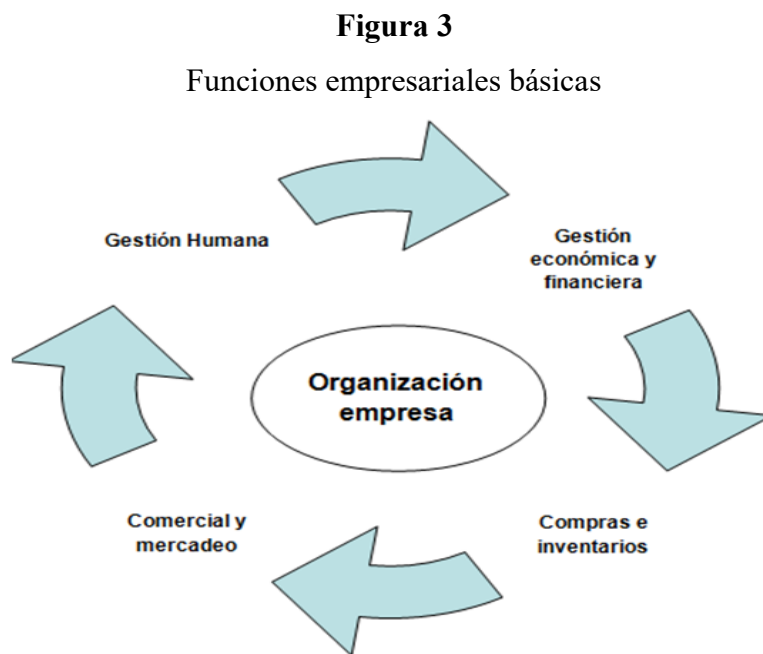 Figura 3
Funciones empresariales básicas
Gestión Humana
Gestión
económica y
financiera
Organización
empresa
Comercial y
mercadeo
Compras e
inventarios